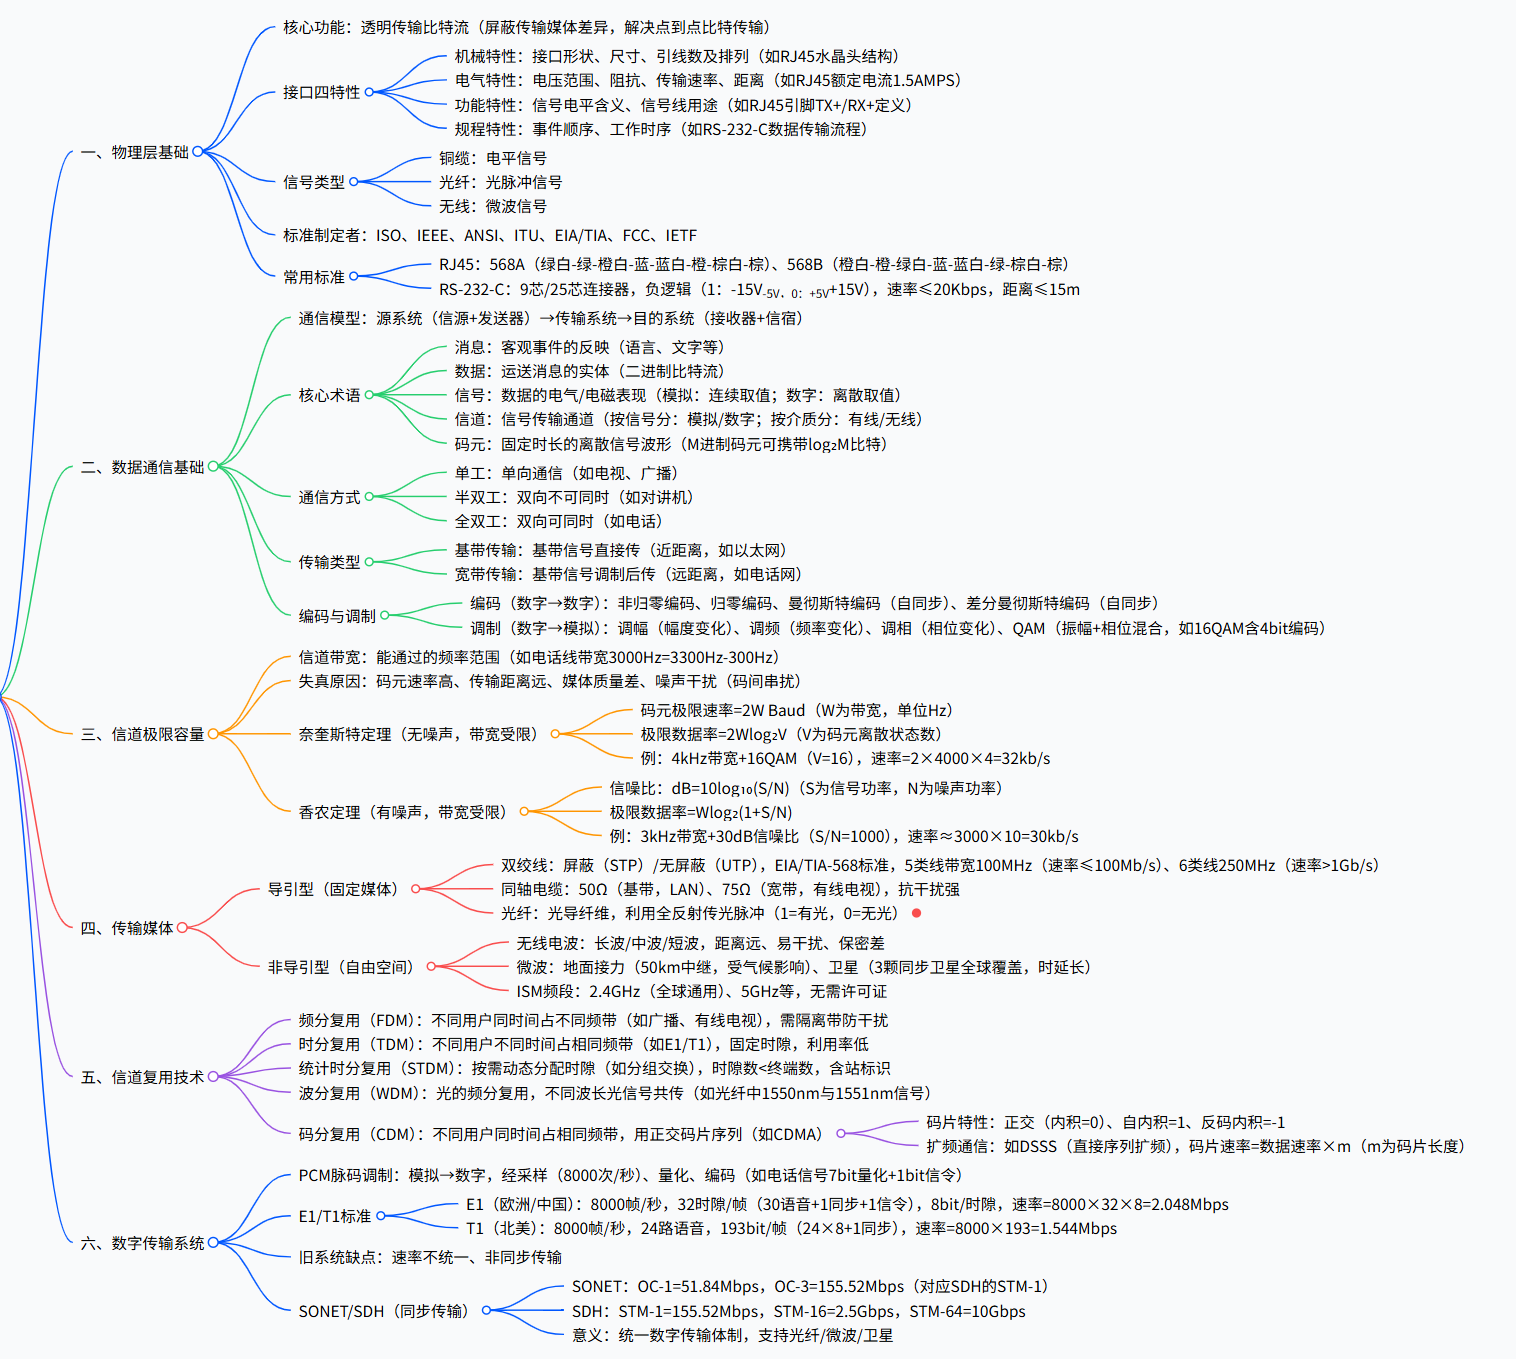 一、物理层基础
核心功能：透明传输比特流（屏蔽传输媒体差异，解决点到点比特传输）
接口四特性
机械特性：接口形状、尺寸、引线数及排列（如RJ45水晶头结构）
电气特性：电压范围、阻抗、传输速率、距离（如RJ45额定电流1.5AMPS）
功能特性：信号电平含义、信号线用途（如RJ45引脚TX+/RX+定义）
规程特性：事件顺序、工作时序（如RS-232-C数据传输流程）
信号类型
铜缆：电平信号
光纤：光脉冲信号
无线：微波信号
标准制定者：ISO、IEEE、ANSI、ITU、EIA/TIA、FCC、IETF
常用标准
RJ45：568A（绿白-绿-橙白-蓝-蓝白-橙-棕白-棕）、568B（橙白-橙-绿白-蓝-蓝白-绿-棕白-棕）
RS-232-C：9芯/25芯连接器，负逻辑（1：-15V-5V，0：+5V+15V），速率≤20Kbps，距离≤15m
二、数据通信基础
通信模型：源系统（信源+发送器）→传输系统→目的系统（接收器+信宿）
核心术语
消息：客观事件的反映（语言、文字等）
数据：运送消息的实体（二进制比特流）
信号：数据的电气/电磁表现（模拟：连续取值；数字：离散取值）
信道：信号传输通道（按信号分：模拟/数字；按介质分：有线/无线）
码元：固定时长的离散信号波形（M进制码元可携带log₂M比特）
通信方式
单工：单向通信（如电视、广播）
半双工：双向不可同时（如对讲机）
全双工：双向可同时（如电话）
传输类型
基带传输：基带信号直接传（近距离，如以太网）
宽带传输：基带信号调制后传（远距离，如电话网）
编码与调制
编码（数字→数字）：非归零编码、归零编码、曼彻斯特编码（自同步）、差分曼彻斯特编码（自同步）
调制（数字→模拟）：调幅（幅度变化）、调频（频率变化）、调相（相位变化）、QAM（振幅+相位混合，如16QAM含4bit编码）
三、信道极限容量
信道带宽：能通过的频率范围（如电话线带宽3000Hz=3300Hz-300Hz）
失真原因：码元速率高、传输距离远、媒体质量差、噪声干扰（码间串扰）
奈奎斯特定理（无噪声，带宽受限）
码元极限速率=2W Baud（W为带宽，单位Hz）
极限数据率=2Wlog₂V（V为码元离散状态数）
例：4kHz带宽+16QAM（V=16），速率=2×4000×4=32kb/s
香农定理（有噪声，带宽受限）
信噪比：dB=10log₁₀(S/N)（S为信号功率，N为噪声功率）
极限数据率=Wlog₂(1+S/N)
例：3kHz带宽+30dB信噪比（S/N=1000），速率≈3000×10=30kb/s
四、传输媒体
导引型（固定媒体）
双绞线：屏蔽（STP）/无屏蔽（UTP），EIA/TIA-568标准，5类线带宽100MHz（速率≤100Mb/s）、6类线250MHz（速率>1Gb/s）
同轴电缆：50Ω（基带，LAN）、75Ω（宽带，有线电视），抗干扰强
光纤：光导纤维，利用全反射传光脉冲（1=有光，0=无光）
非导引型（自由空间）
无线电波：长波/中波/短波，距离远、易干扰、保密差
微波：地面接力（50km中继，受气候影响）、卫星（3颗同步卫星全球覆盖，时延长）
ISM频段：2.4GHz（全球通用）、5GHz等，无需许可证
五、信道复用技术
频分复用（FDM）：不同用户同时间占不同频带（如广播、有线电视），需隔离带防干扰
时分复用（TDM）：不同用户不同时间占相同频带（如E1/T1），固定时隙，利用率低
统计时分复用（STDM）：按需动态分配时隙（如分组交换），时隙数<终端数，含站标识
波分复用（WDM）：光的频分复用，不同波长光信号共传（如光纤中1550nm与1551nm信号）
码分复用（CDM）：不同用户同时间占相同频带，用正交码片序列（如CDMA）
码片特性：正交（内积=0）、自内积=1、反码内积=-1
扩频通信：如DSSS（直接序列扩频），码片速率=数据速率×m（m为码片长度）
六、数字传输系统
PCM脉码调制：模拟→数字，经采样（8000次/秒）、量化、编码（如电话信号7bit量化+1bit信令）
E1/T1标准
E1（欧洲/中国）：8000帧/秒，32时隙/帧（30语音+1同步+1信令），8bit/时隙，速率=8000×32×8=2.048Mbps
T1（北美）：8000帧/秒，24路语音，193bit/帧（24×8+1同步），速率=8000×193=1.544Mbps
旧系统缺点：速率不统一、非同步传输
SONET/SDH（同步传输）
SONET：OC-1=51.84Mbps，OC-3=155.52Mbps（对应SDH的STM-1）
SDH：STM-1=155.52Mbps，STM-16=2.5Gbps，STM-64=10Gbps
意义：统一数字传输体制，支持光纤/微波/卫星